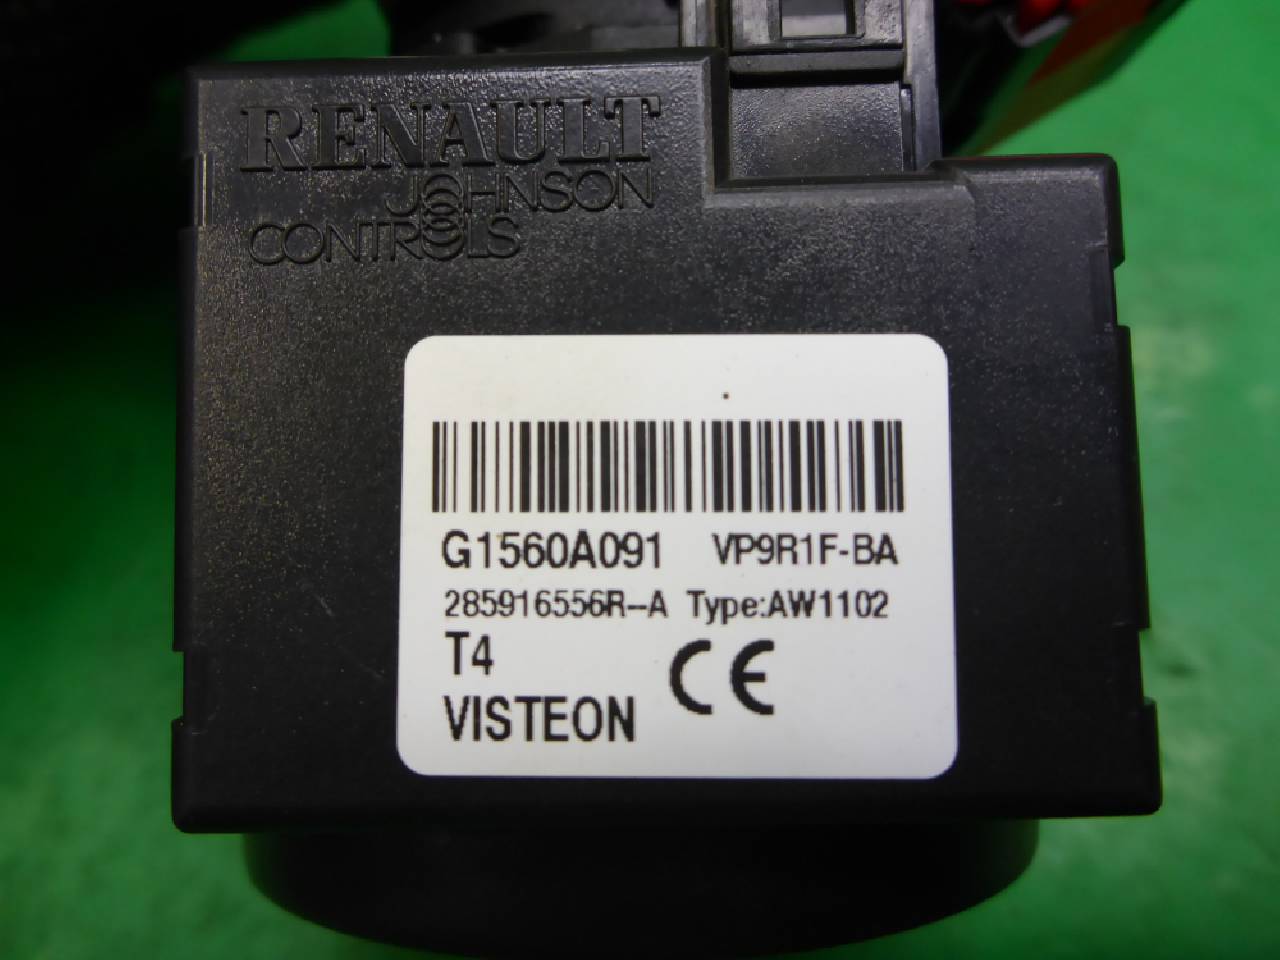 RENAULT
JOHNSON
CONTROLS
G1560A091 VP9R1F-BA
285916556R--A Type:AW1102
T4
CE
VISTEON